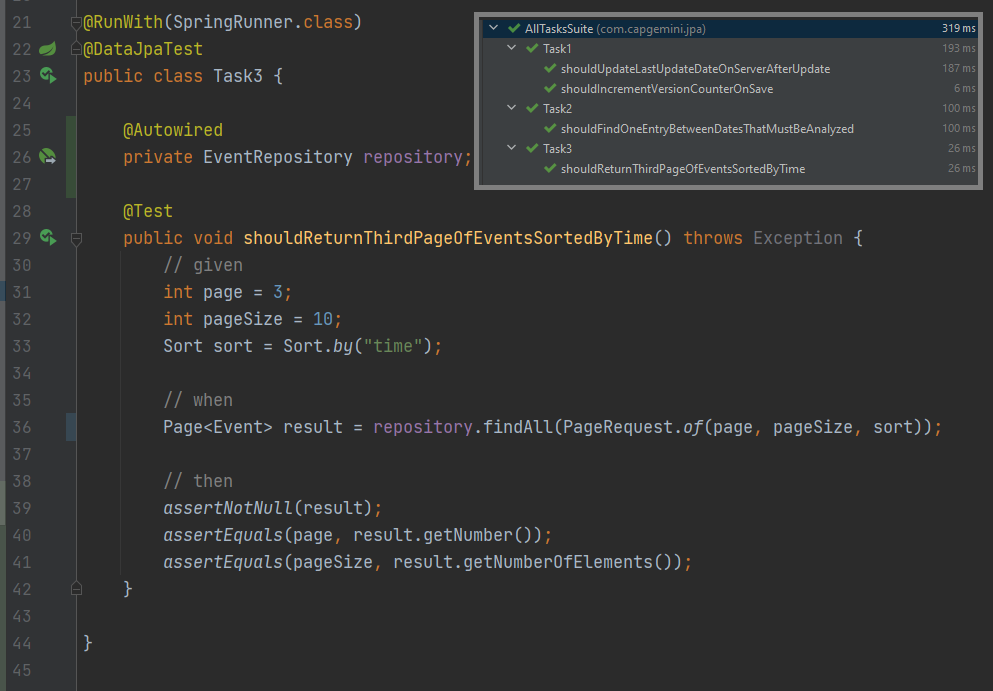 21 @RunWith(SpringRunner.class)
22 @DataJpaTest
23 public class Task3 {
24
25 @Autowired
26 private EventRepository repository;
27
28 @Test
29 public void shouldReturnThirdPageOfEventsSortedByTime() throws Exception {
30 // given
31 int page = 3;
32 int pageSize = 10;
33 Sort sort = Sort.by("time");
34
35 // when
36 Page<Event> result = repository.findAll(PageRequest.of(page, pageSize, sort));
37
38 // then
39 assertNotNull(result);
40 assertEquals(page, result.getNumber());
41 assertEquals(pageSize, result.getNumberOfElements());
42 }
43
44 }
45
AllTasksSuite (com.capgemini.jpa) 319 ms
Task1 193 ms
shouldUpdateLastUpdateDateOnServerAfterUpdate 187 ms
shouldIncrementVersionCounterOnSave 6 ms
Task2 100 ms
shouldFindOneEntryBetweenDatesThatMustBeAnalyzed 100 ms
Task3 26 ms
shouldReturnThirdPageOfEventsSortedByTime 26 ms